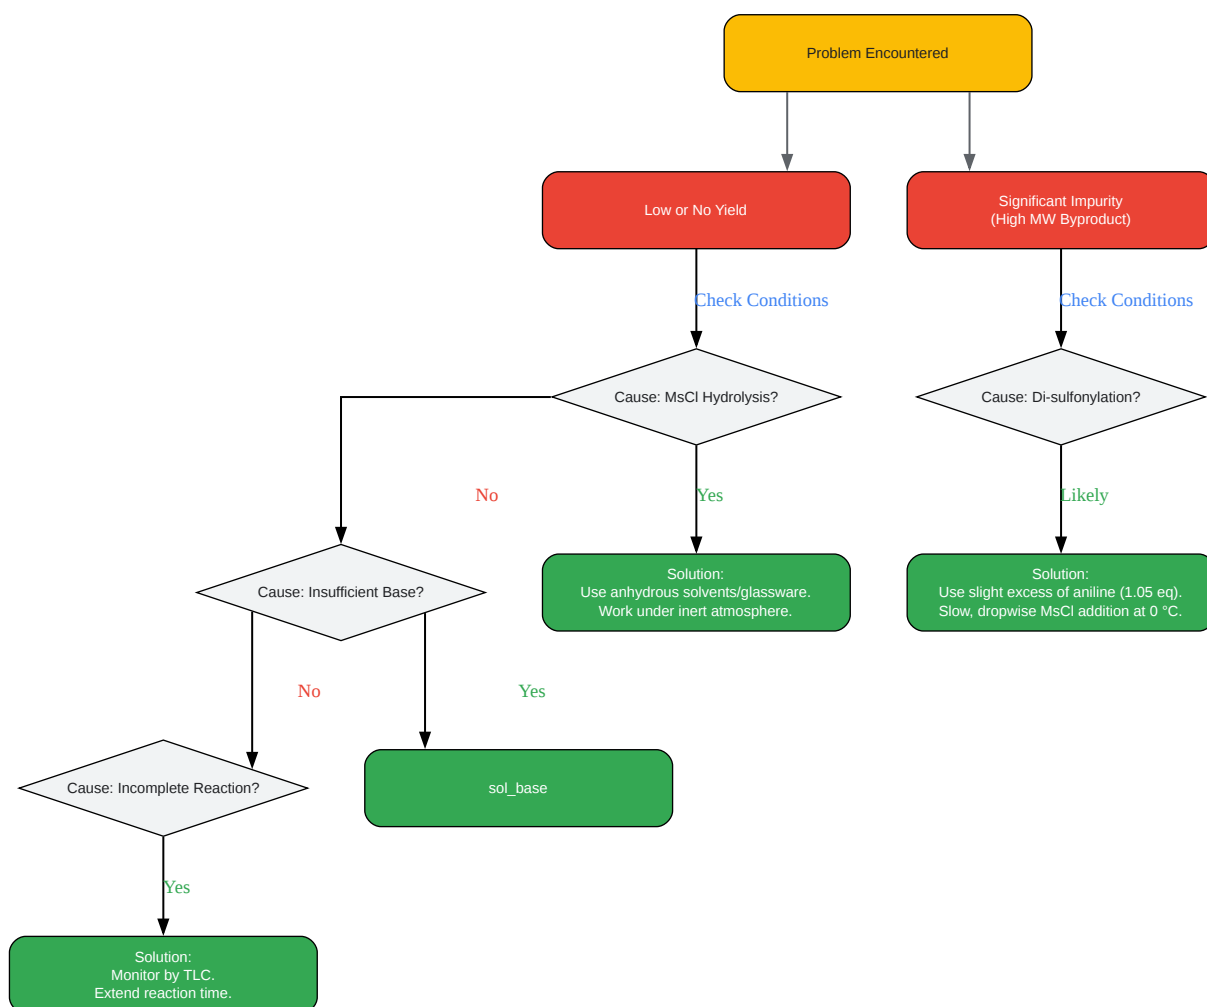 Problem Encountered
Low or No Yield
Significant Impurity
(High MW Byproduct)
Check Conditions
Check Conditions
Cause: MsCl Hydrolysis?
Cause: Di-sulfonylation?
No
Yes
Likely
Cause: Insufficient Base?
Solution:
Use anhydrous solvents/glassware.
Work under inert atmosphere.
Solution:
Use slight excess of aniline (1.05 eq).
Slow, dropwise MsCl addition at 0 °C.
No
Yes
Cause: Incomplete Reaction?
sol_base
Yes
Solution:
Monitor by TLC.
Extend reaction time.